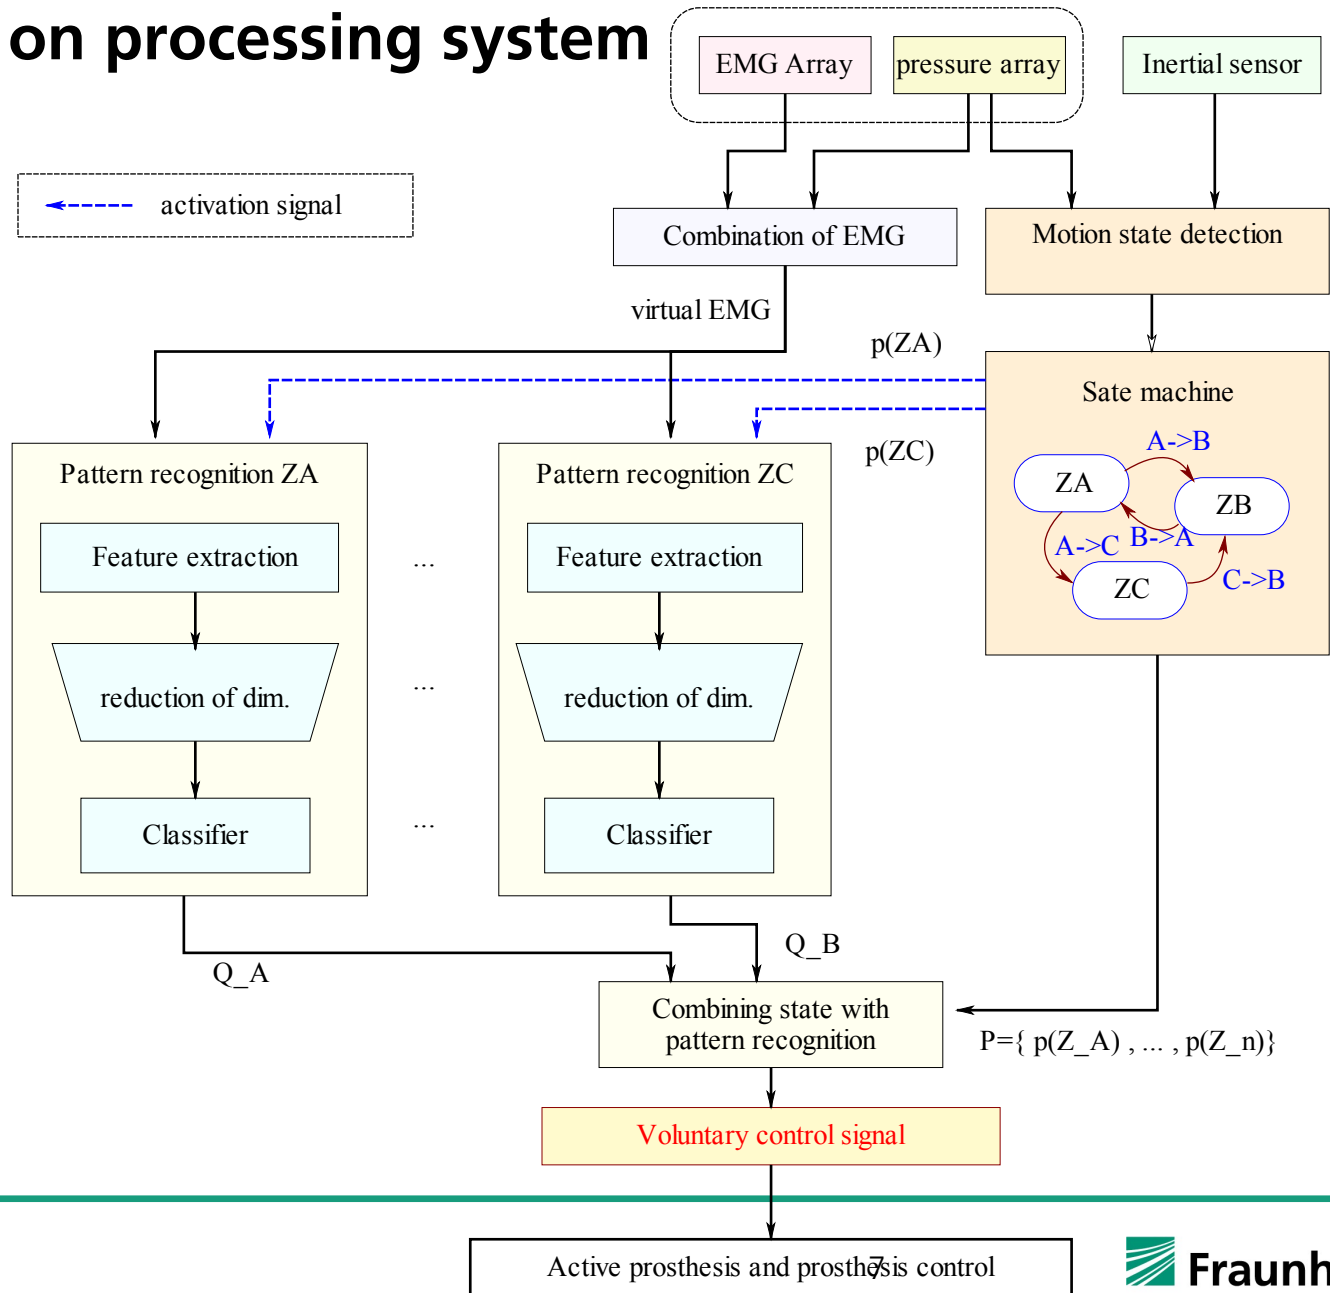 on processing system
EMG Array
pressure array
Inertial sensor
activation signal
Combination of EMG
Motion state detection
virtual EMG
p(ZA)
Sate machine
A->B
p(ZC)
Pattern recognition ZA
Pattern recognition ZC
ZA
ZB
B->A
A->C
Feature extraction
...
Feature extraction
C->B
ZC
reduction of dim.
...
reduction of dim.
Classifier
...
Classifier
Q_A
Q_B
Combining state with
pattern recognition
P={ p(Z_A) , ... , p(Z_n)}
Voluntary control signal
Active prosthesis and prosthesis control
7
Fraunh